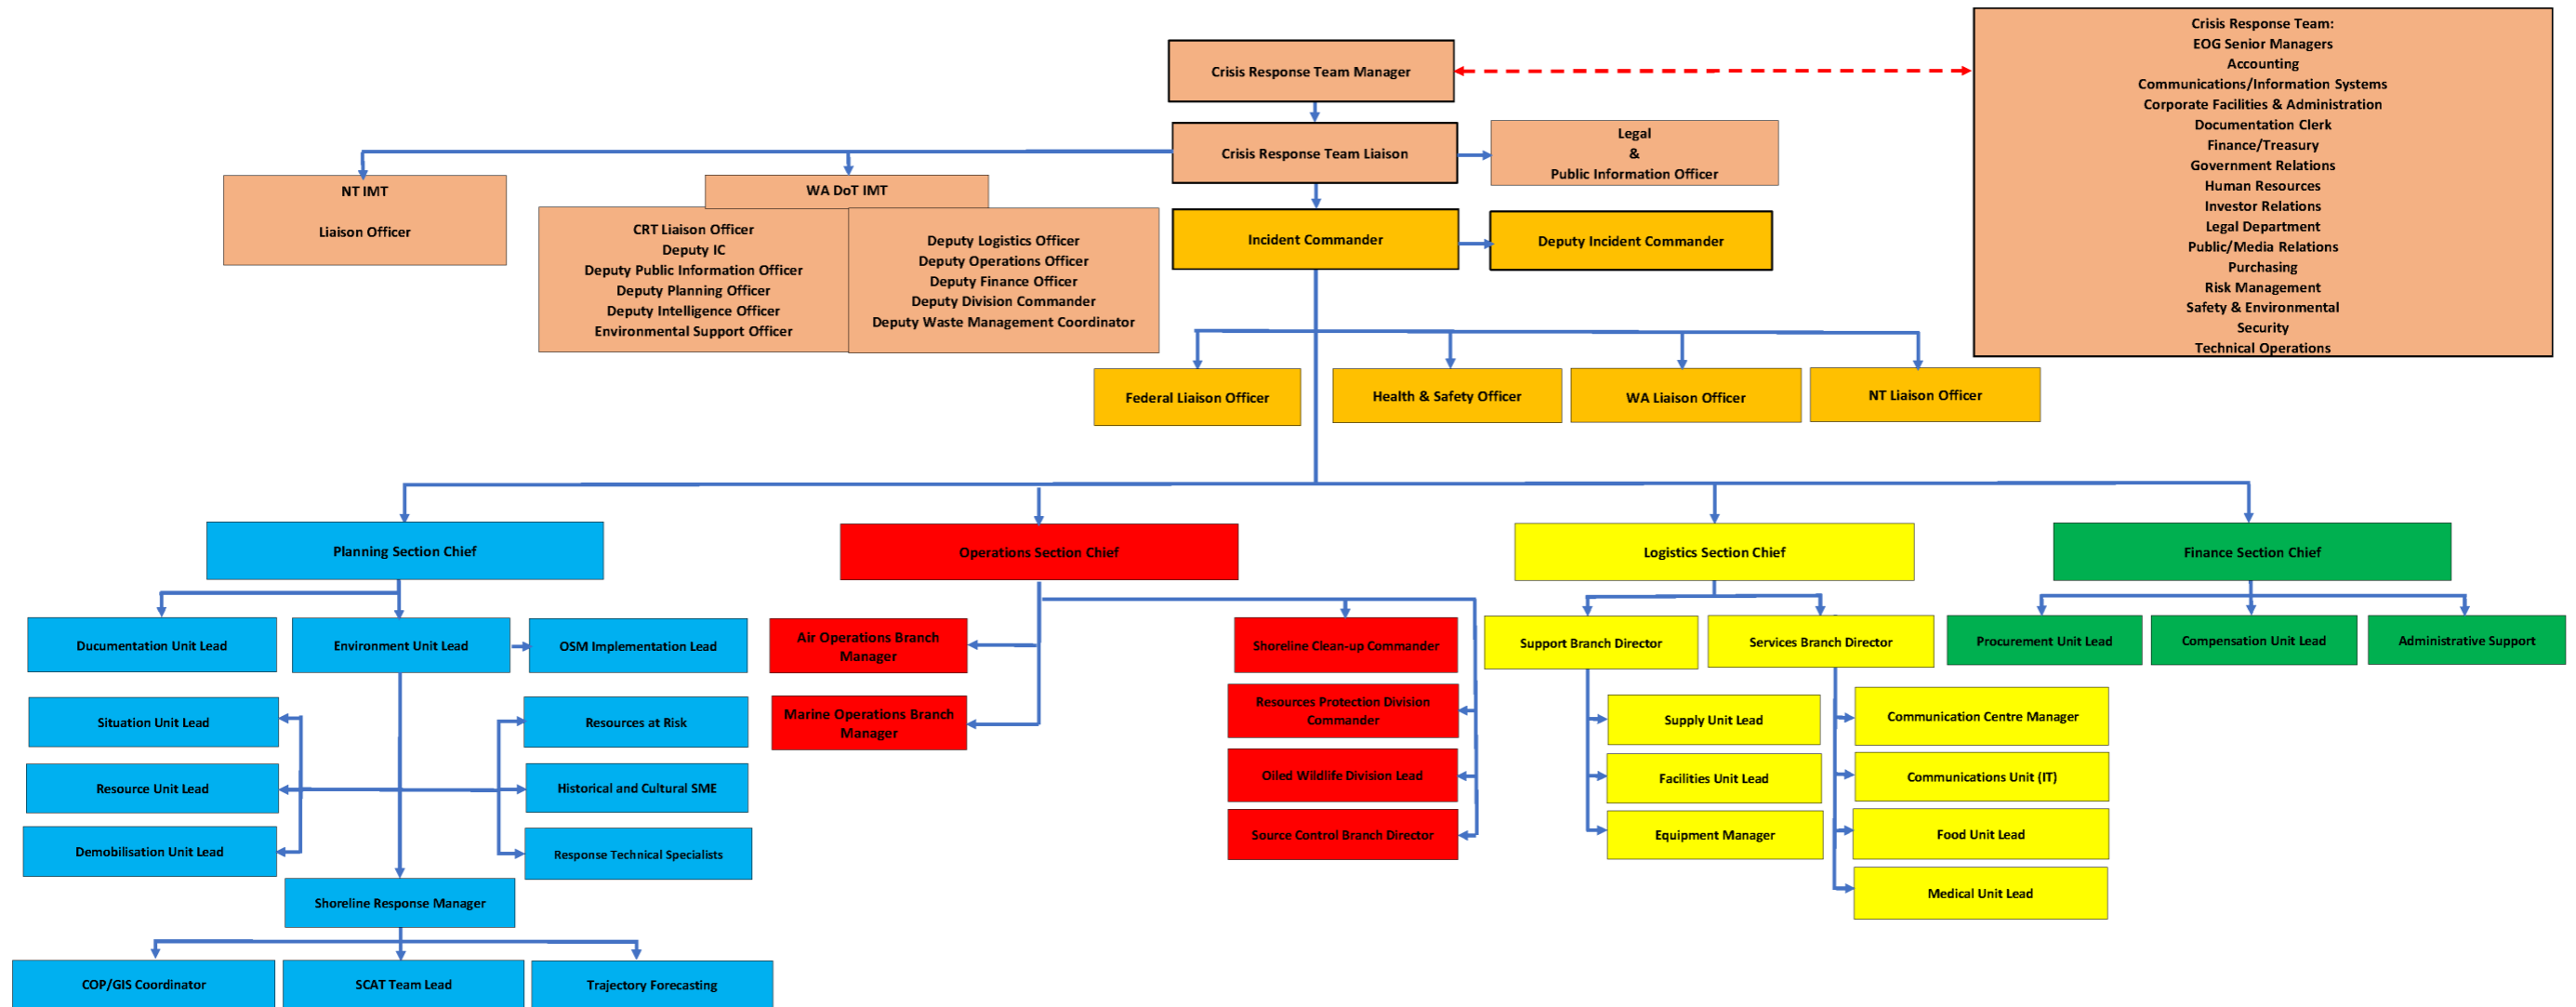 Crisis Response Team Manager
Crisis Response Team:
EOG Senior Managers
Accounting
Communications/Information Systems
Corporate Facilities & Administration
Documentation Clerk
Finance/Treasury
Government Relations
Human Resources
Investor Relations
Legal Department
Public/Media Relations
Purchasing
Risk Management
Safety & Environmental
Security
Technical Operations
Crisis Response Team Liaison
Legal
&
Public Information Officer
NT IMT
Liaison Officer
WA DoT IMT
CRT Liaison Officer
Deputy IC
Deputy Public Information Officer
Deputy Planning Officer
Deputy Intelligence Officer
Environmental Support Officer
Deputy Logistics Officer
Deputy Operations Officer
Deputy Finance Officer
Deputy Division Commander
Deputy Waste Management Coordinator
Incident Commander
Deputy Incident Commander
Federal Liaison Officer
Health & Safety Officer
WA Liaison Officer
NT Liaison Officer
Planning Section Chief
Operations Section Chief
Logistics Section Chief
Finance Section Chief
Ducumentation Unit Lead
Environment Unit Lead
OSM Implementation Lead
Situation Unit Lead
Resources at Risk
Resource Unit Lead
Historical and Cultural SME
Demobilisation Unit Lead
Response Technical Specialists
Shoreline Response Manager
COP/GIS Coordinator
SCAT Team Lead
Trajectory Forecasting
Air Operations Branch
Manager
Marine Operations Branch
Manager
Shoreline Clean-up Commander
Resources Protection Division
Commander
Oiled Wildlife Division Lead
Source Control Branch Director
Support Branch Director
Services Branch Director
Supply Unit Lead
Facilities Unit Lead
Equipment Manager
Communication Centre Manager
Communications Unit (IT)
Food Unit Lead
Medical Unit Lead
Procurement Unit Lead
Compensation Unit Lead
Administrative Support